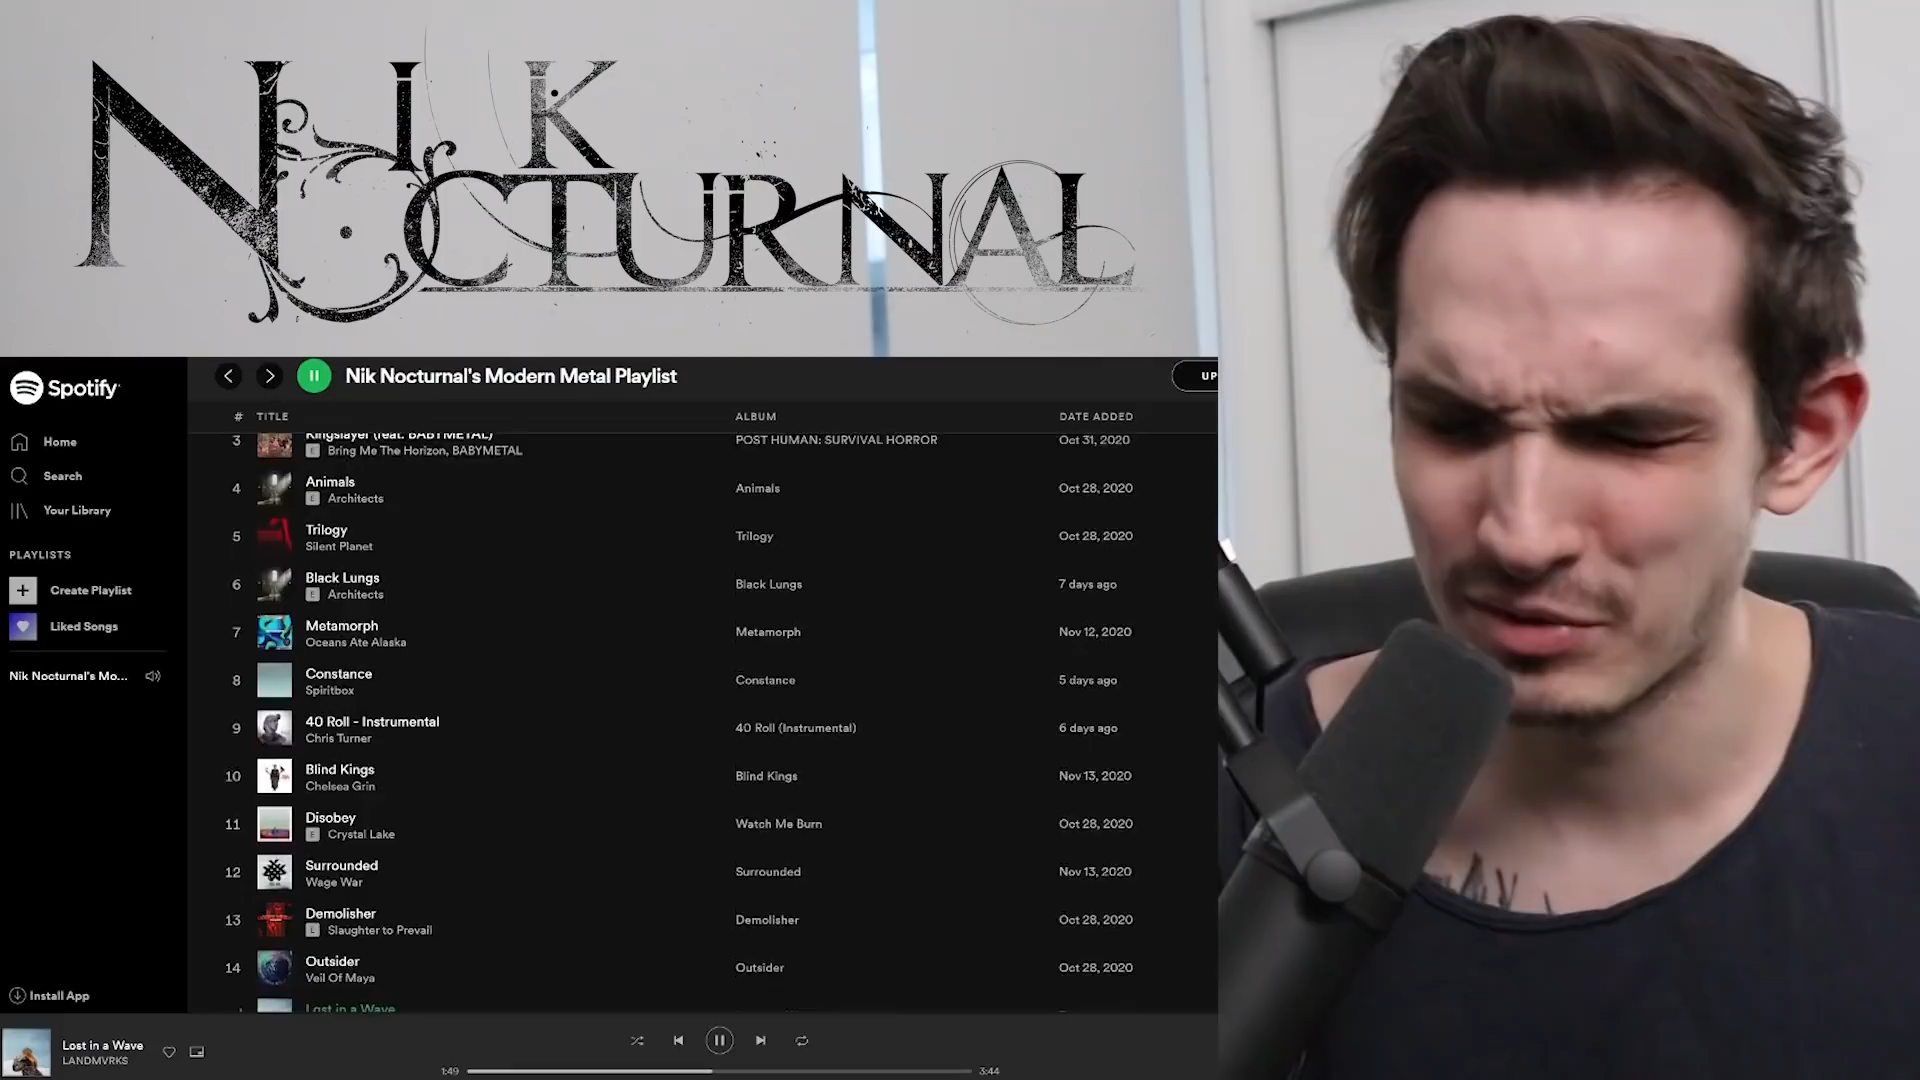 NIK
NOCTURNAL
Spotify
Home
Search
Your Library
PLAYLISTS
Create Playlist
Liked Songs
Nik Nocturnal's Mo...
Install App
Nik Nocturnal's Modern Metal Playlist
UP
# TITLE ALBUM DATE ADDED
3 Kingslayer (feat. BABYMETAL) POST HUMAN: SURVIVAL HORROR Oct 31, 2020
E Bring Me The Horizon, BABYMETAL
4 Animals Animals Oct 28, 2020
E Architects
5 Trilogy Trilogy Oct 28, 2020
Silent Planet
6 Black Lungs Black Lungs 7 days ago
E Architects
7 Metamorph Metamorph Nov 12, 2020
Oceans Ate Alaska
8 Constance Constance 5 days ago
Spiritbox
9 40 Roll - Instrumental 40 Roll (Instrumental) 6 days ago
Chris Turner
10 Blind Kings Blind Kings Nov 13, 2020
Chelsea Grin
11 Disobey Watch Me Burn Oct 28, 2020
E Crystal Lake
12 Surrounded Surrounded Nov 13, 2020
Wage War
13 Demolisher Demolisher Oct 28, 2020
E Slaughter to Prevail
14 Outsider Outsider Oct 28, 2020
Veil Of Maya
Lost in a Wave
Lost in a Wave
LANDMVRKS
1:49 3:44